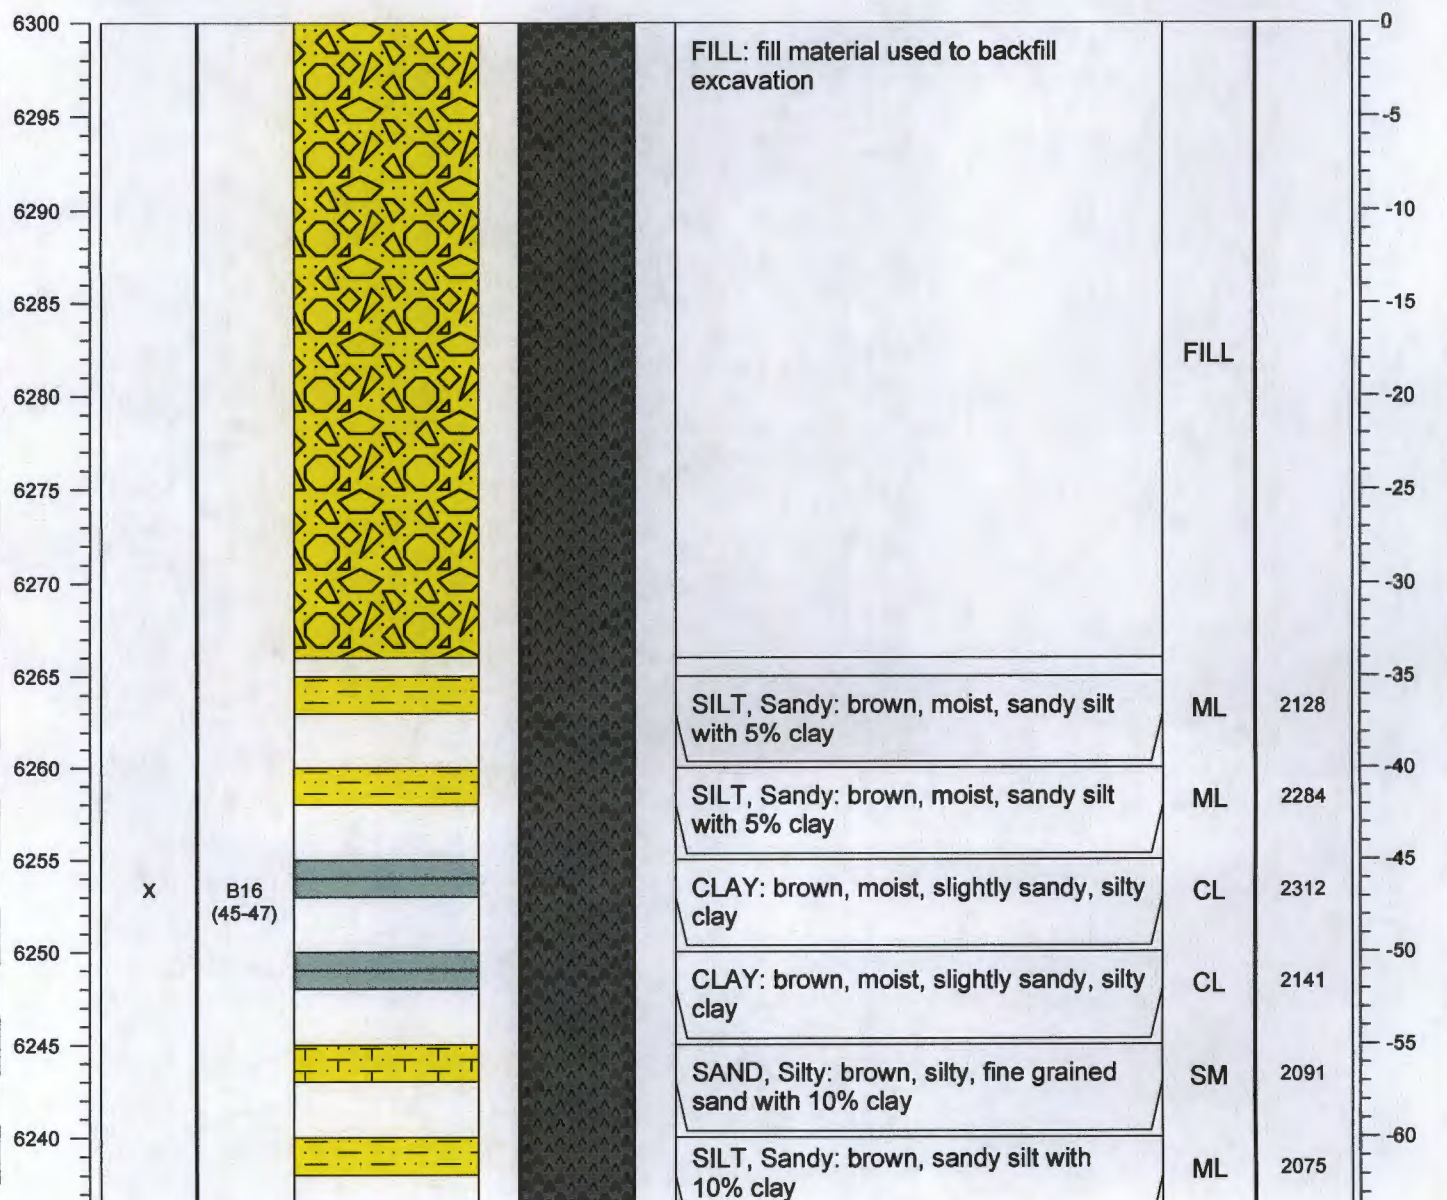 6300
0
FILL: fill material used to backfill
excavation
6295
-5
6290
-10
6285
-15
FILL
6280
-20
6275
-25
6270
-30
6265
-35
SILT, Sandy: brown, moist, sandy silt
with 5% clay
ML
2128
6260
-40
SILT, Sandy: brown, moist, sandy silt
with 5% clay
ML
2284
6255
-45
X
B16
(45-47)
CLAY: brown, moist, slightly sandy, silty
clay
CL
2312
6250
-50
CLAY: brown, moist, slightly sandy, silty
clay
CL
2141
6245
-55
SAND, Silty: brown, silty, fine grained
sand with 10% clay
SM
2091
6240
-60
SILT, Sandy: brown, sandy silt with
10% clay
ML
2075